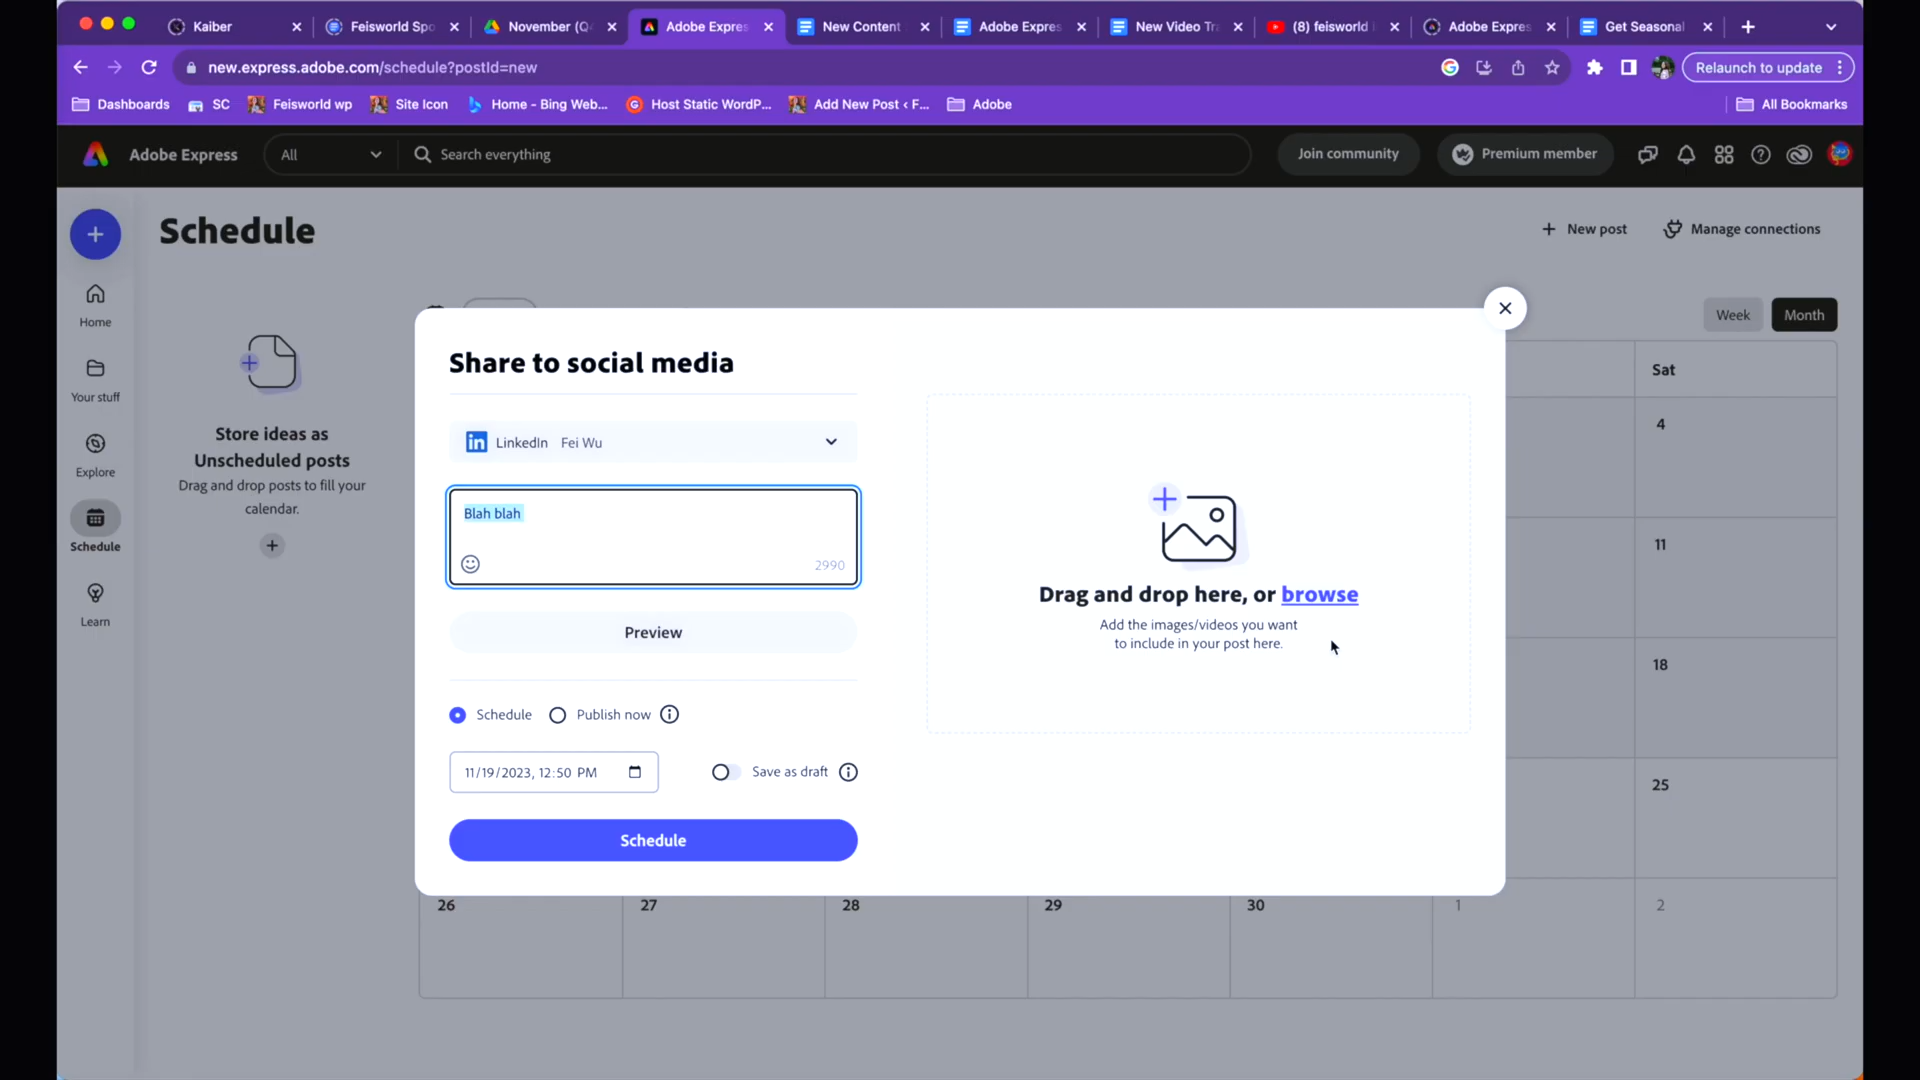 Kaiber
Feisworld Spo
November (Q4
Adobe Expres
New Content
Adobe Expres
New Video Tra
(8) feisworld
Adobe Expres
Get Seasonal
new.express.adobe.com/schedule?postId=new
Relaunch to update
Dashboards
SC
Feisworld wp
Site Icon
Home - Bing Web...
Host Static WordP...
Add New Post ‹ F...
Adobe
All Bookmarks
Adobe Express
All
Search everything
Join community
Premium member
Schedule
New post
Manage connections
Home
Your stuff
Explore
Schedule
Learn
Store ideas as
Unscheduled posts
Drag and drop posts to fill your
calendar.
Week
Month
Share to social media
LinkedIn Fei Wu
Blah blah
2990
Preview
Schedule
Publish now
11/19/2023, 12:50 PM
Save as draft
Schedule
Drag and drop here, or browse
Add the images/videos you want
to include in your post here.
Sat
4
11
18
25
26
27
28
29
30
1
2